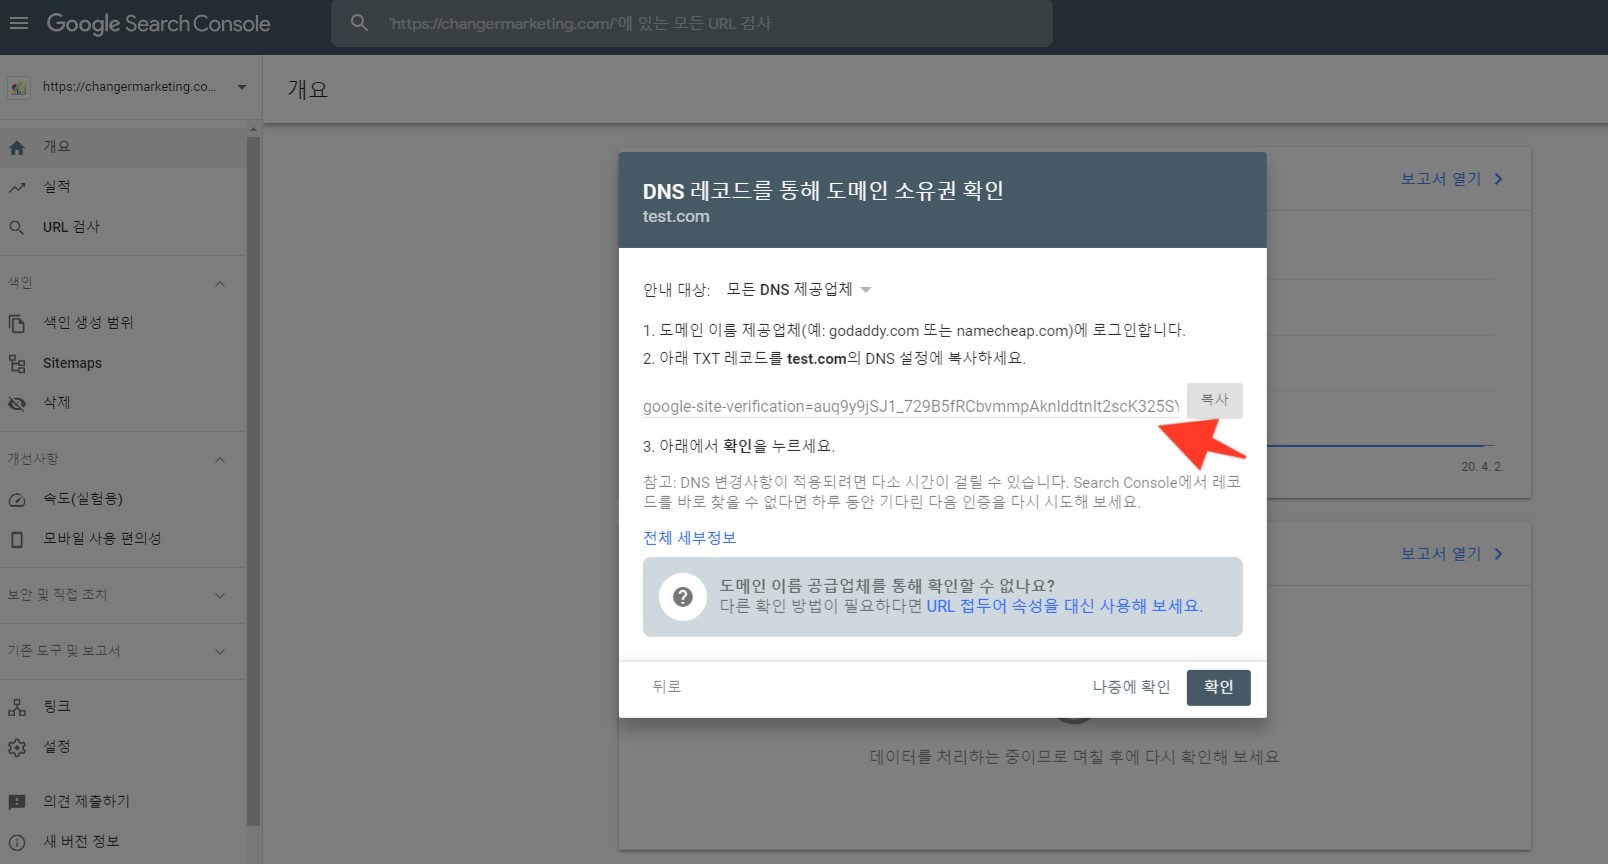 Google Search Console
'https://changermarketing.com/'에 있는 모든 URL 검사
https://changermarketing.co...
개요
개요
실적
URL 검사
색인
색인 생성 범위
Sitemaps
삭제
개선사항
속도(실험용)
모바일 사용 편의성
보안 및 직접 조치
기존 도구 및 보고서
링크
설정
의견 제출하기
새 버전 정보
보고서 열기
20. 4. 2.
보고서 열기
DNS 레코드를 통해 도메인 소유권 확인
test.com
안내 대상: 모든 DNS 제공업체
1. 도메인 이름 제공업체(예: godaddy.com 또는 namecheap.com)에 로그인합니다.
2. 아래 TXT 레코드를 test.com의 DNS 설정에 복사하세요.
google-site-verification=auq9y9jSJ1_729B5fRCbvmmpAknIddtnIt2scK325SY
복사
3. 아래에서 확인을 누르세요.
참고: DNS 변경사항이 적용되려면 다소 시간이 걸릴 수 있습니다. Search Console에서 레코
드를 바로 찾을 수 없다면 하루 동안 기다린 다음 인증을 다시 시도해 보세요.
전체 세부정보
도메인 이름 공급업체를 통해 확인할 수 없나요?
다른 확인 방법이 필요하다면 URL 접두어 속성을 대신 사용해 보세요.
뒤로
나중에 확인
확인
데이터를 처리하는 중이므로 며칠 후에 다시 확인해 보세요